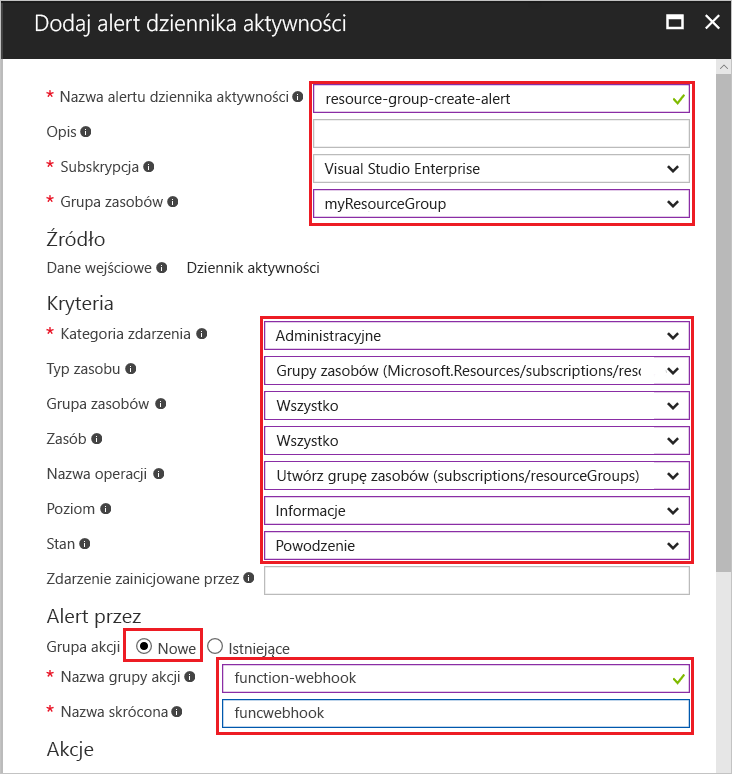 Dodaj alert dziennika aktywności
* Nazwa alertu dziennika aktywności resource-group-create-alert
Opis
* Subskrypcja Visual Studio Enterprise
* Grupa zasobów myResourceGroup
Źródło
Dane wejściowe Dziennik aktywności
Kryteria
* Kategoria zdarzenia Administracyjne
Typ zasobu Grupy zasobów (Microsoft.Resources/subscriptions/reso
Grupa zasobów Wszystko
Zasób Wszystko
Nazwa operacji Utwórz grupę zasobów (subscriptions/resourceGroups)
Poziom Informacje
Stan Powodzenie
Zdarzenie zainicjowane przez
Alert przez
Grupa akcji Nowe Istniejące
* Nazwa grupy akcji function-webhook
* Nazwa skrócona funcwebhook
Akcje